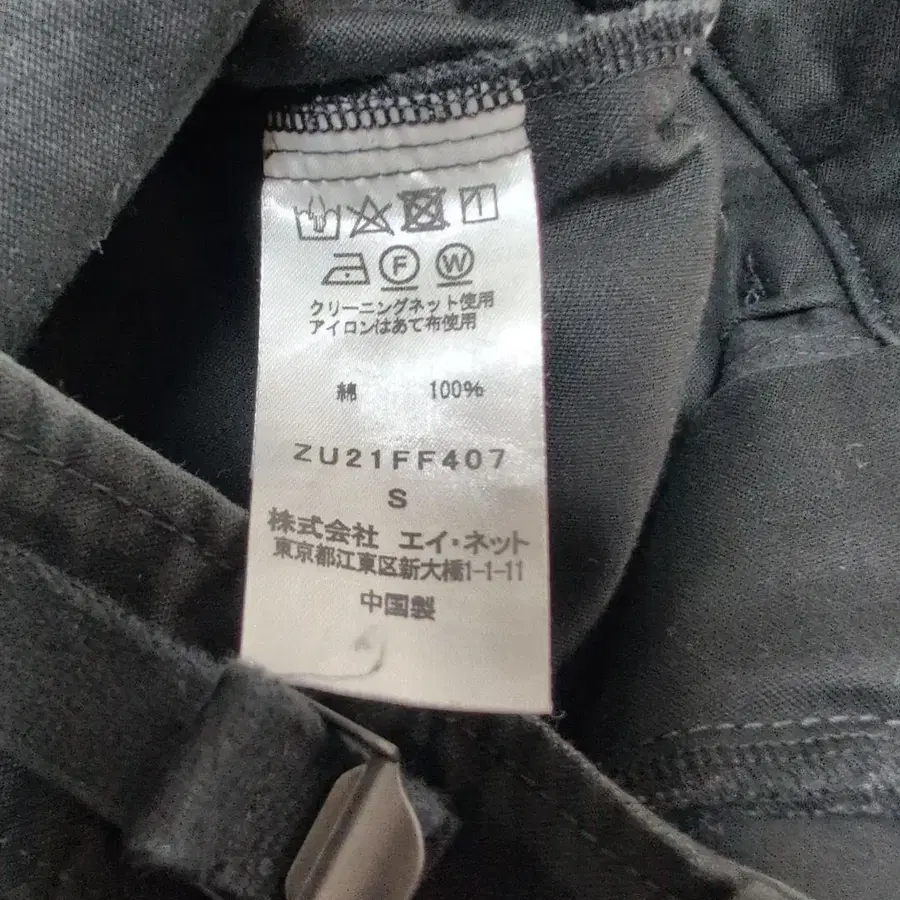 F W
クリーニングネット使用
アイロンはあて布使用
綿 100%
ZU21FF407
S
株式会社 エイ・ネット
東京都江東区新大橋1-1-11
中国製